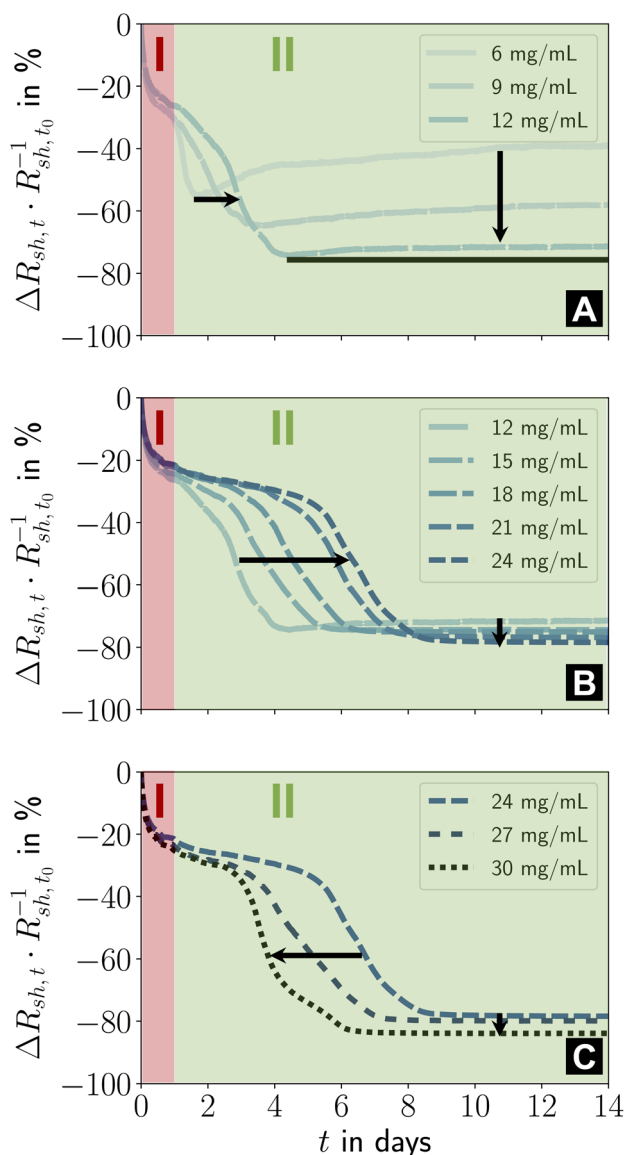 0
−20
−40
−60
−80
−100
ΔR_{sh,t} · R_{sh,t_0}^{−1} in %
I
II
6 mg/mL
9 mg/mL
12 mg/mL
A
0
−20
−40
−60
−80
−100
ΔR_{sh,t} · R_{sh,t_0}^{−1} in %
I
II
12 mg/mL
15 mg/mL
18 mg/mL
21 mg/mL
24 mg/mL
B
0
−20
−40
−60
−80
−100
ΔR_{sh,t} · R_{sh,t_0}^{−1} in %
I
II
24 mg/mL
27 mg/mL
30 mg/mL
C
0 2 4 6 8 10 12 14
t in days